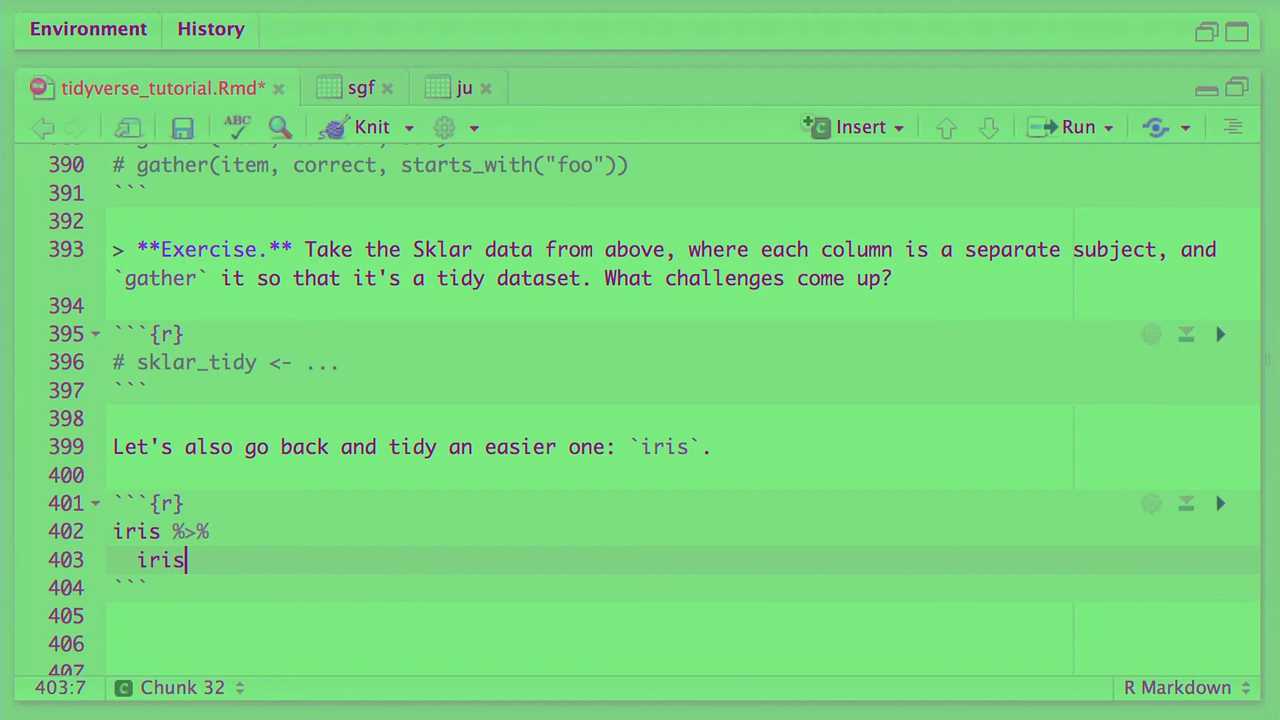 Environment History
tidyverse_tutorial.Rmd* sgf ju
ABC Knit Insert Run
390 # gather(item, correct, starts_with("foo"))
391 ```
392
393 > **Exercise.** Take the Sklar data from above, where each column is a separate subject, and
`gather` it so that it's a tidy dataset. What challenges come up?
394
395 ```{r}
396 # sklar_tidy <- ...
397 ```
398
399 Let's also go back and tidy an easier one: `iris`.
400
401 ```{r}
402 iris %>%
403 iris
404 ```
405
406
407
403:7 C Chunk 32 R Markdown